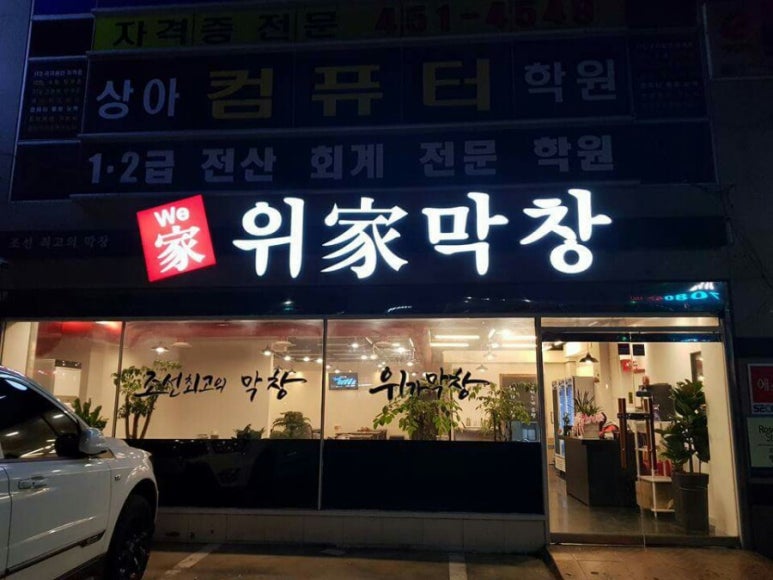 자격증 전문 451-4549
상아 컴퓨터 학원
1·2급 전산 회계 전문 학원
We
家
위家막창
조선 최고의 막창
조선최고의 막창
위가막창